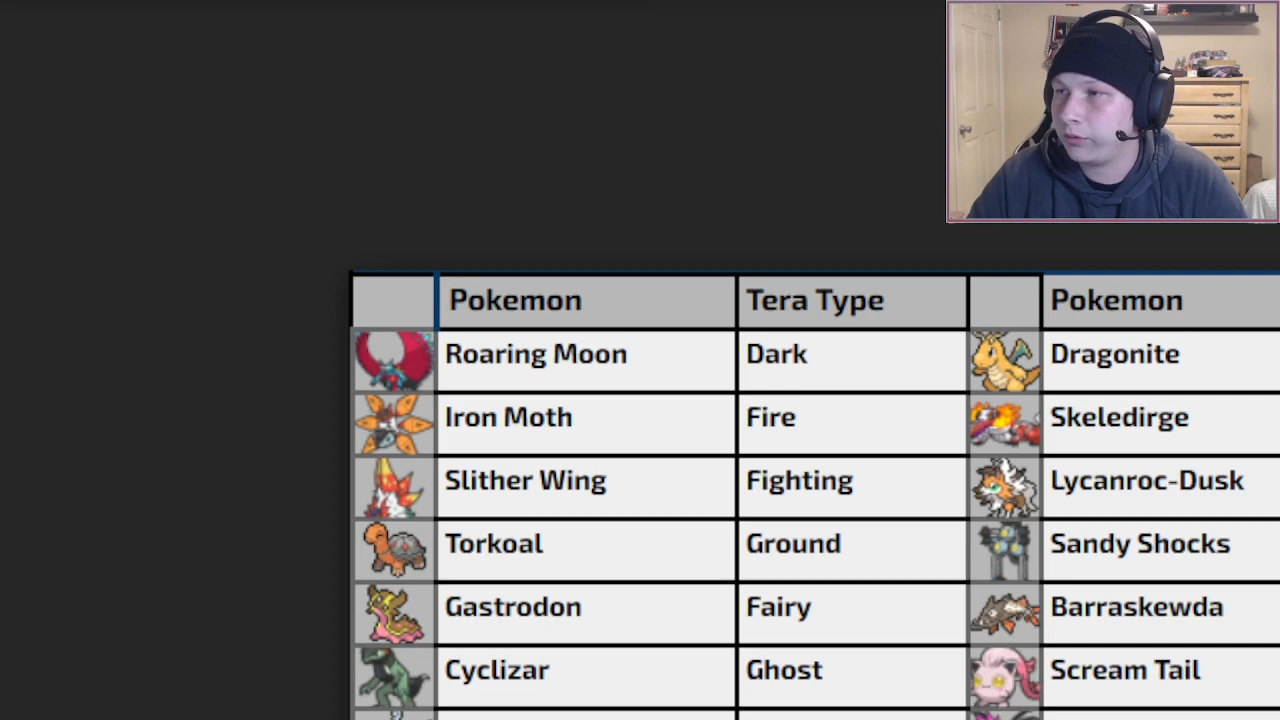 Pokemon Tera Type Pokemon
Roaring Moon Dark Dragonite
Iron Moth Fire Skeledirge
Slither Wing Fighting Lycanroc-Dusk
Torkoal Ground Sandy Shocks
Gastrodon Fairy Barraskewda
Cyclizar Ghost Scream Tail